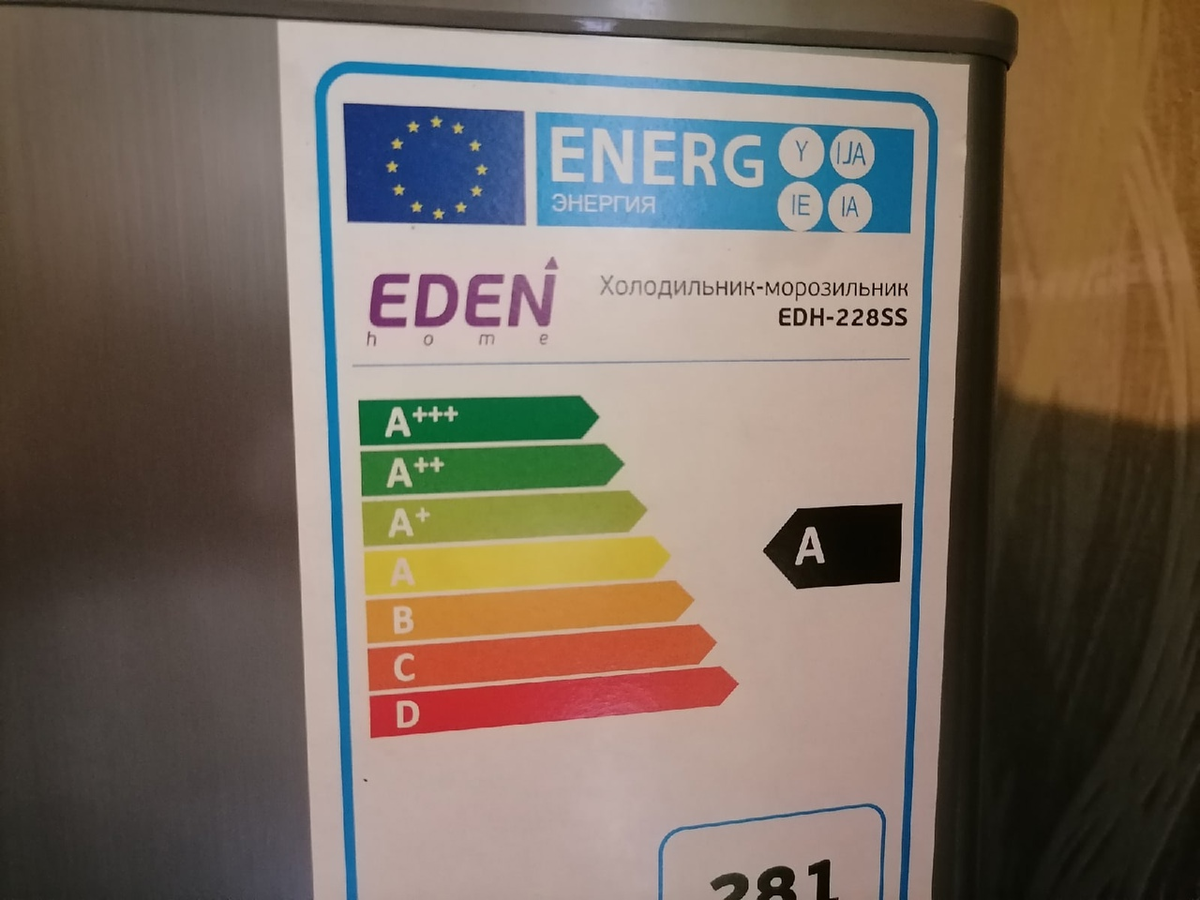 ENERG Y IJA
ЭНЕРГИЯ IE IA
EDEN
home
Холодильник-морозильник
EDH-228SS
A+++
A++
A+
A
A
B
C
D
281